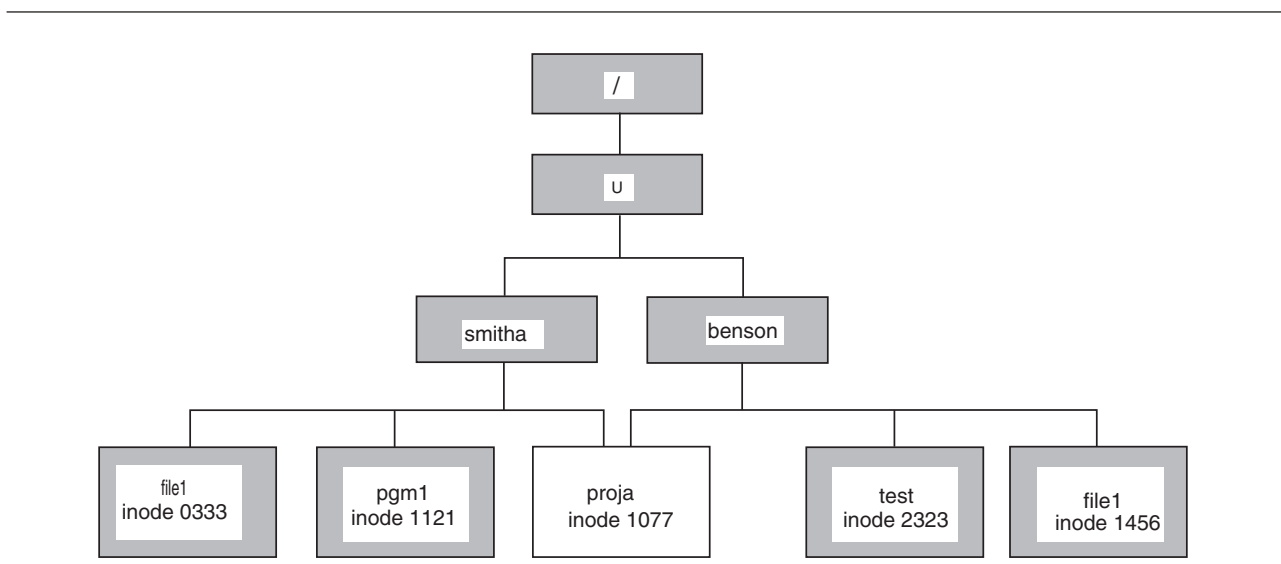 /
U
smitha
benson
file1
inode 0333
pgm1
inode 1121
proja
inode 1077
test
inode 2323
file1
inode 1456